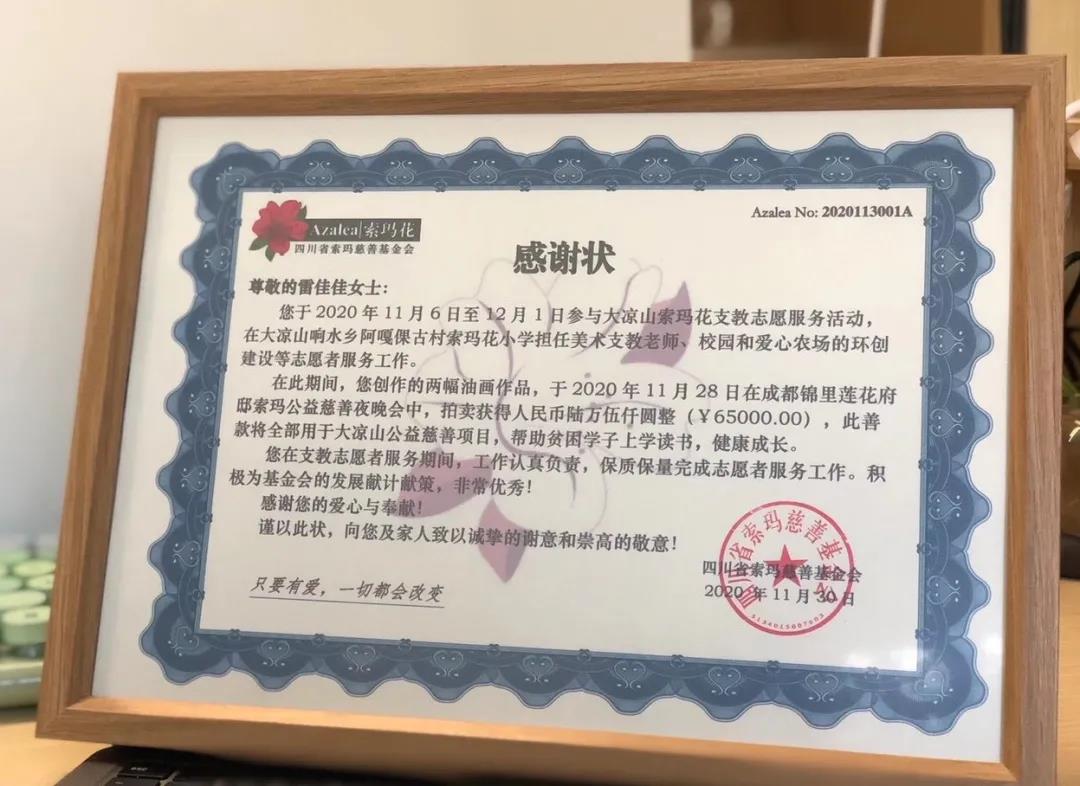 Azalea No: 2020113001A
Azalea|索玛花
四川省索玛慈善基金会
感谢状
尊敬的雷佳佳女士：
您于 2020 年 11 月 6 日至 12 月 1 日参与大凉山索玛花支教志愿服务活动，
在大凉山响水乡阿嘎倮古村索玛花小学担任美术支教老师、校园和爱心农场的环创
建设等志愿者服务工作。
在此期间，您创作的两幅油画作品，于 2020 年 11 月 28 日在成都锦里莲花府
邸索玛公益慈善夜晚会中，拍卖获得人民币陆万伍仟圆整（￥65000.00），此善
款将全部用于大凉山公益慈善项目，帮助贫困学子上学读书，健康成长。
您在支教志愿者服务期间，工作认真负责，保质保量完成志愿者服务工作。积
极为基金会的发展献计献策，非常优秀！
感谢您的爱心与奉献！
谨以此状，向您及家人致以诚挚的谢意和崇高的敬意！
四川省索玛慈善基金会
2020 年 11 月 30 日
只要有爱，一切都会改变
四川省索玛慈善基金会